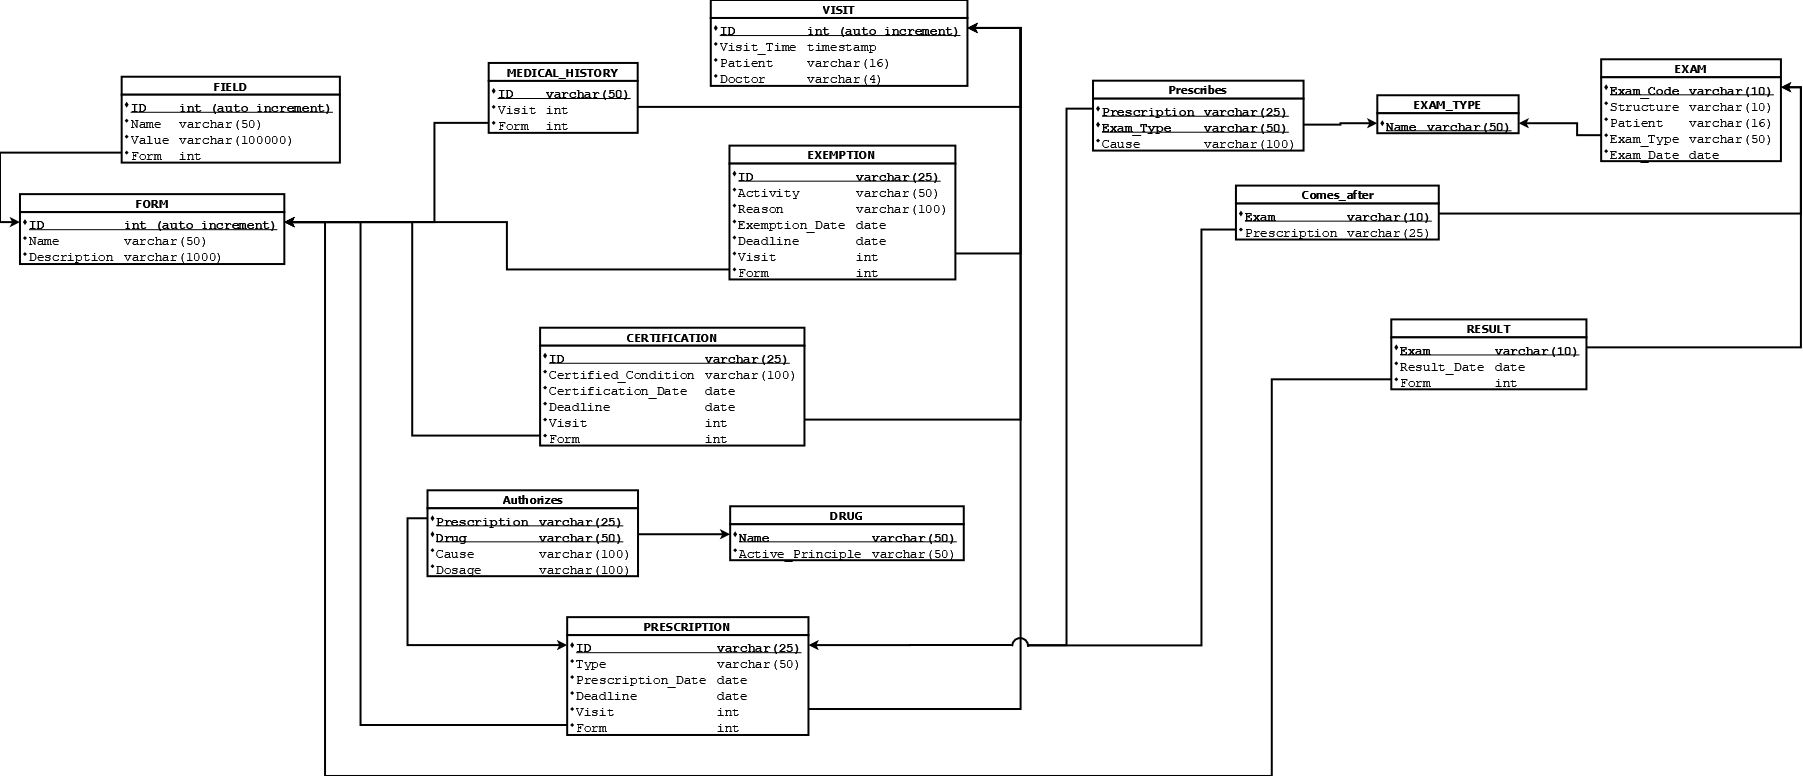 VISIT
ID int (auto increment)
Visit_Time timestamp
Patient varchar(16)
Doctor varchar(4)
MEDICAL_HISTORY
ID varchar(50)
Visit int
Form int
FIELD
ID int (auto increment)
Name varchar(50)
Value varchar(100000)
Form int
Prescribes
Prescription varchar(25)
Exam_Type varchar(50)
Cause varchar(100)
EXAM_TYPE
Name varchar(50)
EXAM
Exam_Code varchar(10)
Structure varchar(10)
Patient varchar(16)
Exam_Type varchar(50)
Exam_Date date
EXEMPTION
ID varchar(25)
Activity varchar(50)
Reason varchar(100)
Exemption_Date date
Deadline date
Visit int
Form int
FORM
ID int (auto increment)
Name varchar(50)
Description varchar(1000)
Comes_after
Exam varchar(10)
Prescription varchar(25)
CERTIFICATION
ID varchar(25)
Certified_Condition varchar(100)
Certification_Date date
Deadline date
Visit int
Form int
RESULT
Exam varchar(10)
Result_Date date
Form int
Authorizes
Prescription varchar(25)
Drug varchar(50)
Cause varchar(100)
Dosage varchar(100)
DRUG
Name varchar(50)
Active_Principle varchar(50)
PRESCRIPTION
ID varchar(25)
Type varchar(50)
Prescription_Date date
Deadline date
Visit int
Form int